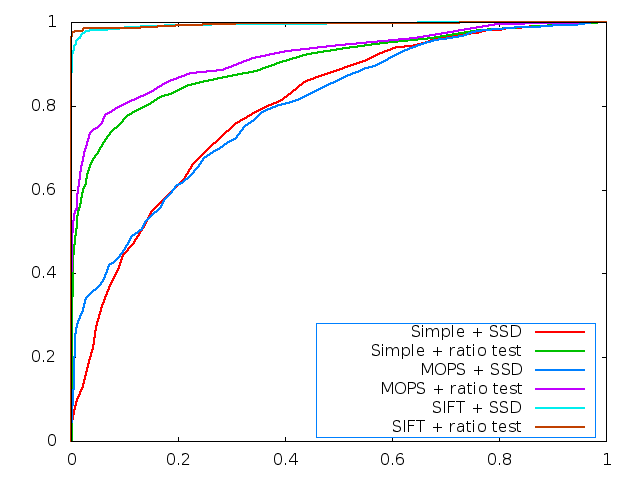 1
0.8
0.6
0.4
0.2
0
0 0.2 0.4 0.6 0.8 1
Simple + SSD
Simple + ratio test
MOPS + SSD
MOPS + ratio test
SIFT + SSD
SIFT + ratio test